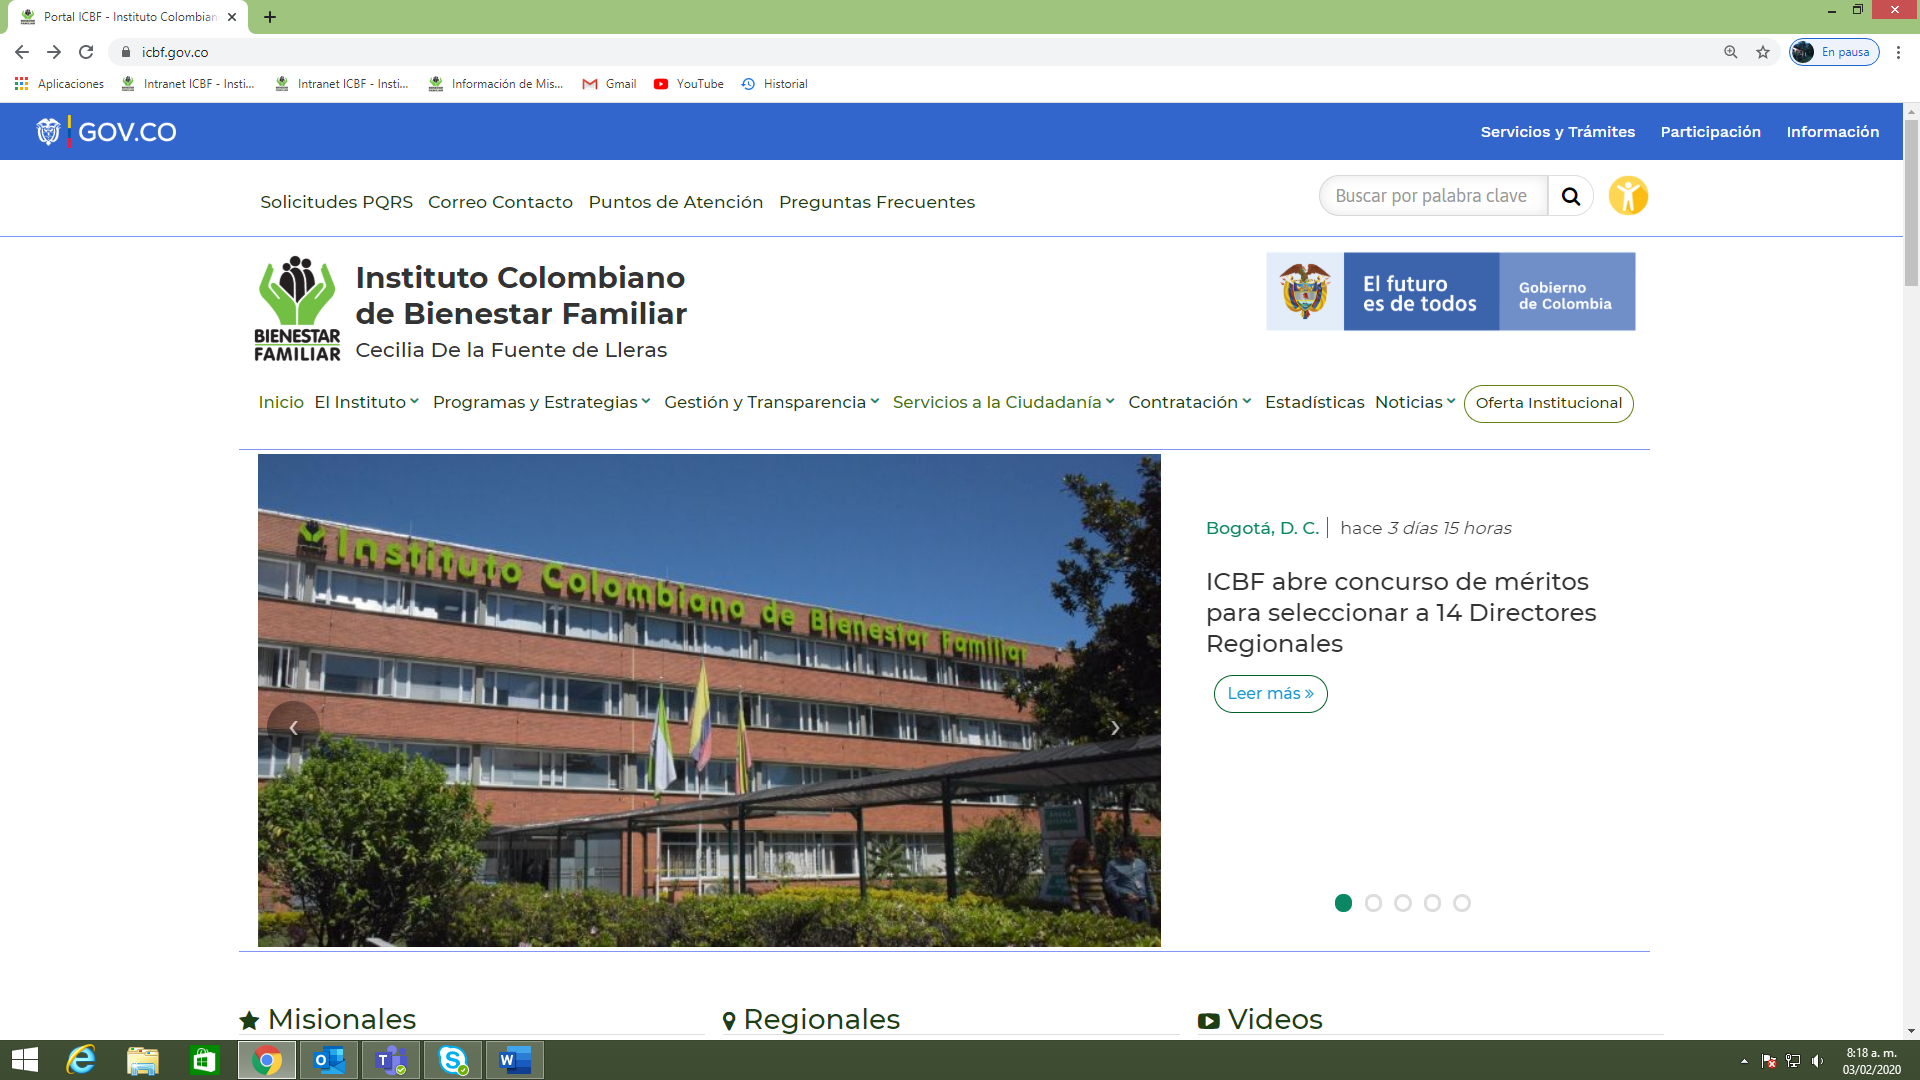 Portal ICBF - Instituto Colombian
icbf.gov.co
En pausa
Aplicaciones
Intranet ICBF - Insti...
Intranet ICBF - Insti...
Información de Mis...
Gmail
YouTube
Historial
GOV.CO
Servicios y Trámites
Participación
Información
Solicitudes PQRS
Correo Contacto
Puntos de Atención
Preguntas Frecuentes
Buscar por palabra clave
BIENESTAR
FAMILIAR
Instituto Colombiano
de Bienestar Familiar
Cecilia De la Fuente de Lleras
El futuro
es de todos
Gobierno
de Colombia
Inicio
El Instituto
Programas y Estrategias
Gestión y Transparencia
Servicios a la Ciudadanía
Contratación
Estadísticas
Noticias
Oferta Institucional
Instituto Colombiano de Bienestar Familiar
Bogotá, D. C.
hace 3 días 15 horas
ICBF abre concurso de méritos
para seleccionar a 14 Directores
Regionales
Leer más »
Misionales
Regionales
Videos
8:18 a. m.
03/02/2020